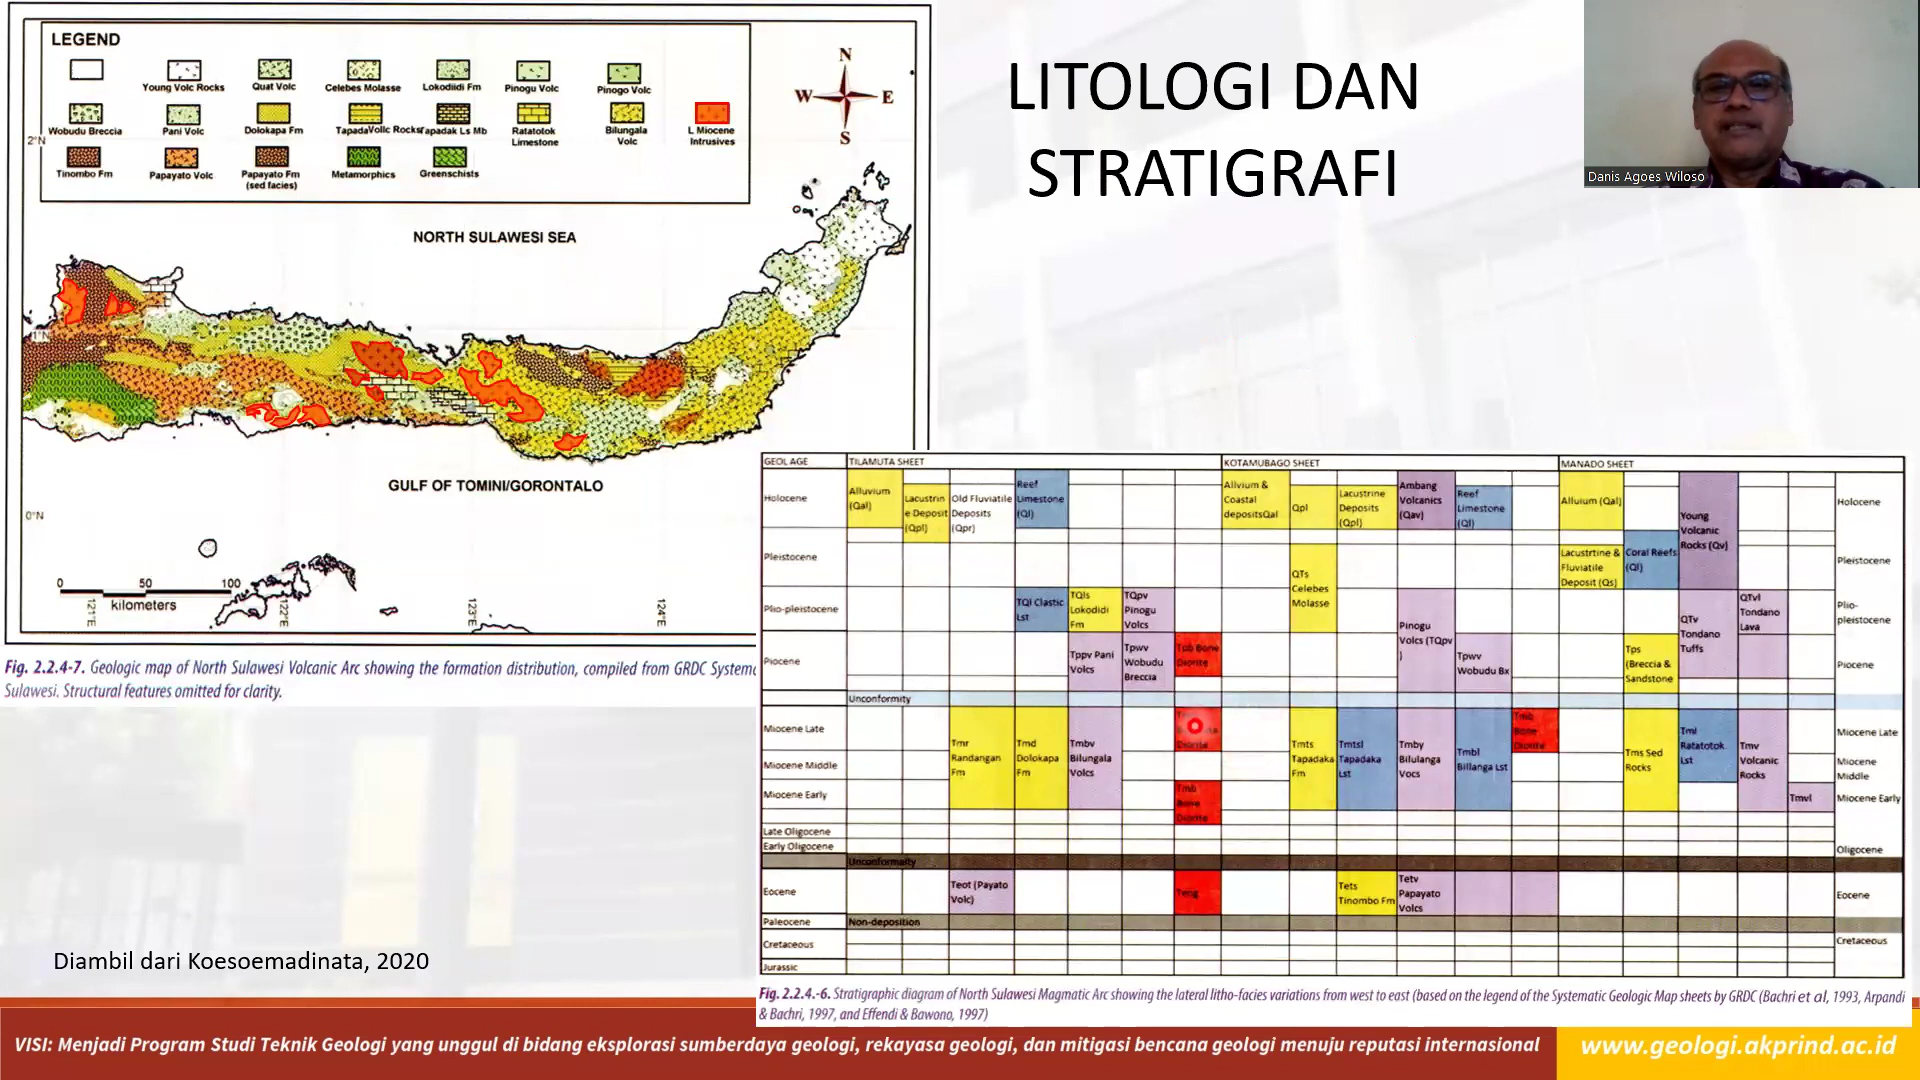 LEGEND
Young Volc Rocks
Quat Volc
Celebes Molasse
Lokodiidi Fm
Pinogu Volc
Pinogo Volc
Wobudu Breccia
Pani Volc
Dolokapa Fm
TapadaVolic Rocks
Tapadak Ls Mb
Ratatotok
Limestone
Bilungala
Volc
L Miocene
Intrusives
Tinombo Fm
Papayato Volc
Papayato Fm
(sed facies)
Metamorphics
Greenschists
N
W E
S
2°N
NORTH SULAWESI SEA
1°N
GULF OF TOMINI/GORONTALO
0°N
0 50 100
kilometers
121°E
122°E
123°E
124°E
Fig. 2.2.4-7. Geologic map of North Sulawesi Volcanic Arc showing the formation distribution, compiled from GRDC Systema
Sulawesi. Structural features omitted for clarity.
LITOLOGI DAN
STRATIGRAFI
Danis Agoes Wiloso
GEOL AGE
TILAMUTA SHEET
KOTAMUBAGO SHEET
MANADO SHEET
Holocene
Alluvium
(Qal)
Lacustrin
e Deposit
(Qpl)
Old Fluviatile
Deposits
(Qpr)
Reef
Limestone
(Ql)
Allvium &
Coastal
depositsQal
Qpl
Lacustrine
Deposits
(Qpl)
Ambang
Volcanics
(Qav)
Reef
Limestone
(Ql)
Alluium (Qal)
Young
Volcanic
Rocks (Qv)
Holocene
Pleistocene
QTs
Celebes
Molasse
Lacustrtine &
Fluviatile
Deposit (Qs)
Coral Reefs
(Ql)
Pleistocene
Plio-pleistocene
TQl Clastic
Lst
TQls
Lokodidi
Fm
TQpv
Pinogu
Volcs
Pinogu
Volcs (TQpv
)
QTv
Tondano
Tuffs
QTvl
Tondano
Lava
Plio-
pleistocene
Piocene
Tppv Pani
Volcs
Tpwv
Wobudu
Breccia
Tpb Bone
Diorite
Tpwv
Wobudu Bx
Tps
(Breccia &
Sandstone
Piocene
Unconformity
Miocene Late
Tmr
Randangan
Fm
Tmd
Dolokapa
Fm
Tmbv
Bilungala
Volcs
Diorite
Tmts
Tapadaka
Fm
Tmtsl
Tapadaka
Lst
Tmby
Bilulanga
Vocs
Tmbl
Billanga Lst
Tmb
Bone
Diorite
Tms Sed
Rocks
Tml
Ratatotok
Lst
Tmv
Volcanic
Rocks
Miocene Late
Miocene Middle
Miocene
Middle
Miocene Early
Tmb
Bone
Diorite
Tmvl
Miocene Early
Late Oligocene
Early Oligocene
Oligocene
Unconformity
Eocene
Teot (Payato
Volc)
Teng
Tets
Tinombo Fm
Tetv
Papayato
Volcs
Eocene
Paleocene
Non-deposition
Cretaceous
Cretaceous
Jurassic
Fig. 2.2.4.-6. Stratigraphic diagram of North Sulawesi Magmatic Arc showing the lateral litho-facies variations from west to east (based on the legend of the Systematic Geologic Map sheets by GRDC (Bachri et al, 1993, Arpandi
& Bachri, 1997, and Effendi & Bawono, 1997)
Diambil dari Koesoemadinata, 2020
VISI: Menjadi Program Studi Teknik Geologi yang unggul di bidang eksplorasi sumberdaya geologi, rekayasa geologi, dan mitigasi bencana geologi menuju reputasi internasional
www.geologi.akprind.ac.id